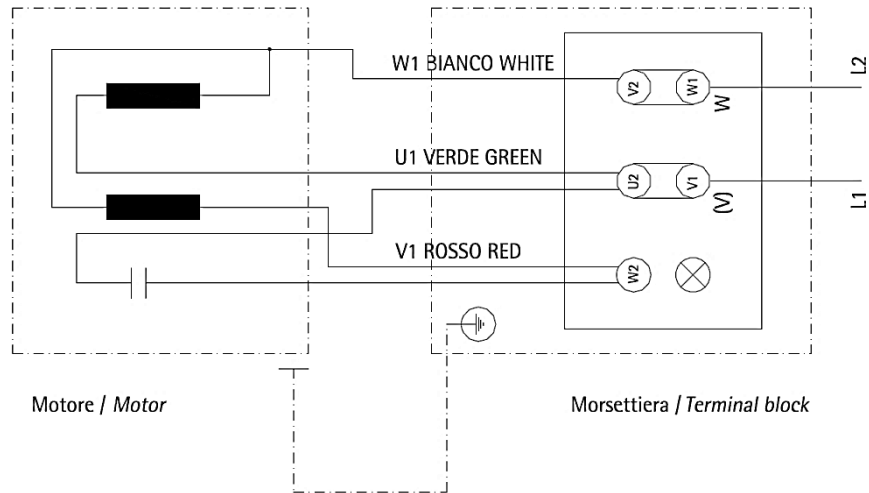 W1 BIANCO WHITE
V2
W1
W
L2
U1 VERDE GREEN
U2
V1
(V)
L1
V1 ROSSO RED
W2
Motore / Motor
Morsettiera / Terminal block